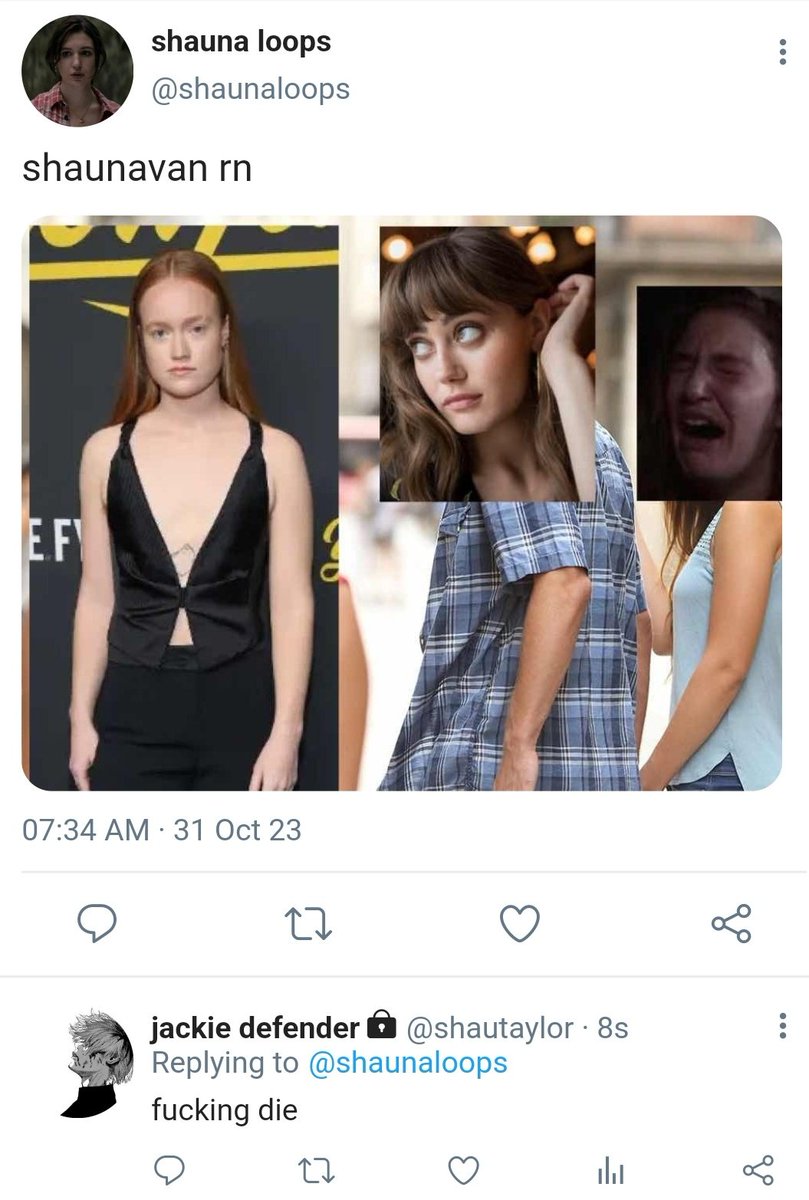 shauna loops
@shaunaloops
shaunavan rn
E FY
07:34 AM · 31 Oct 23
jackie defender @shautaylor · 8s
Replying to @shaunaloops
fucking die